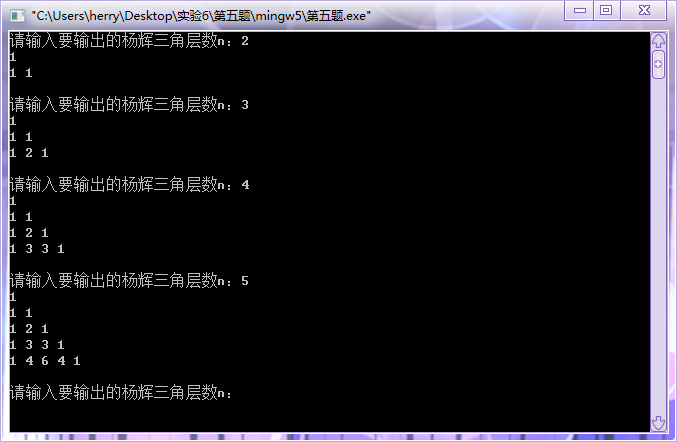 "C:\Users\herry\Desktop\实验6\第五题\mingw5\第五题.exe"
请输入要输出的杨辉三角层数n：2
1
1 1
请输入要输出的杨辉三角层数n：3
1
1 1
1 2 1
请输入要输出的杨辉三角层数n：4
1
1 1
1 2 1
1 3 3 1
请输入要输出的杨辉三角层数n：5
1
1 1
1 2 1
1 3 3 1
1 4 6 4 1
请输入要输出的杨辉三角层数n：